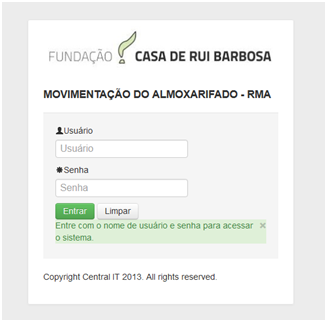 FUNDAÇÃO CASA DE RUI BARBOSA
MOVIMENTAÇÃO DO ALMOXARIFADO - RMA
Usuário
Usuário
Senha
Senha
Entrar Limpar
Entre com o nome de usuário e senha para acessar ×
o sistema.
Copyright Central IT 2013. All rights reserved.